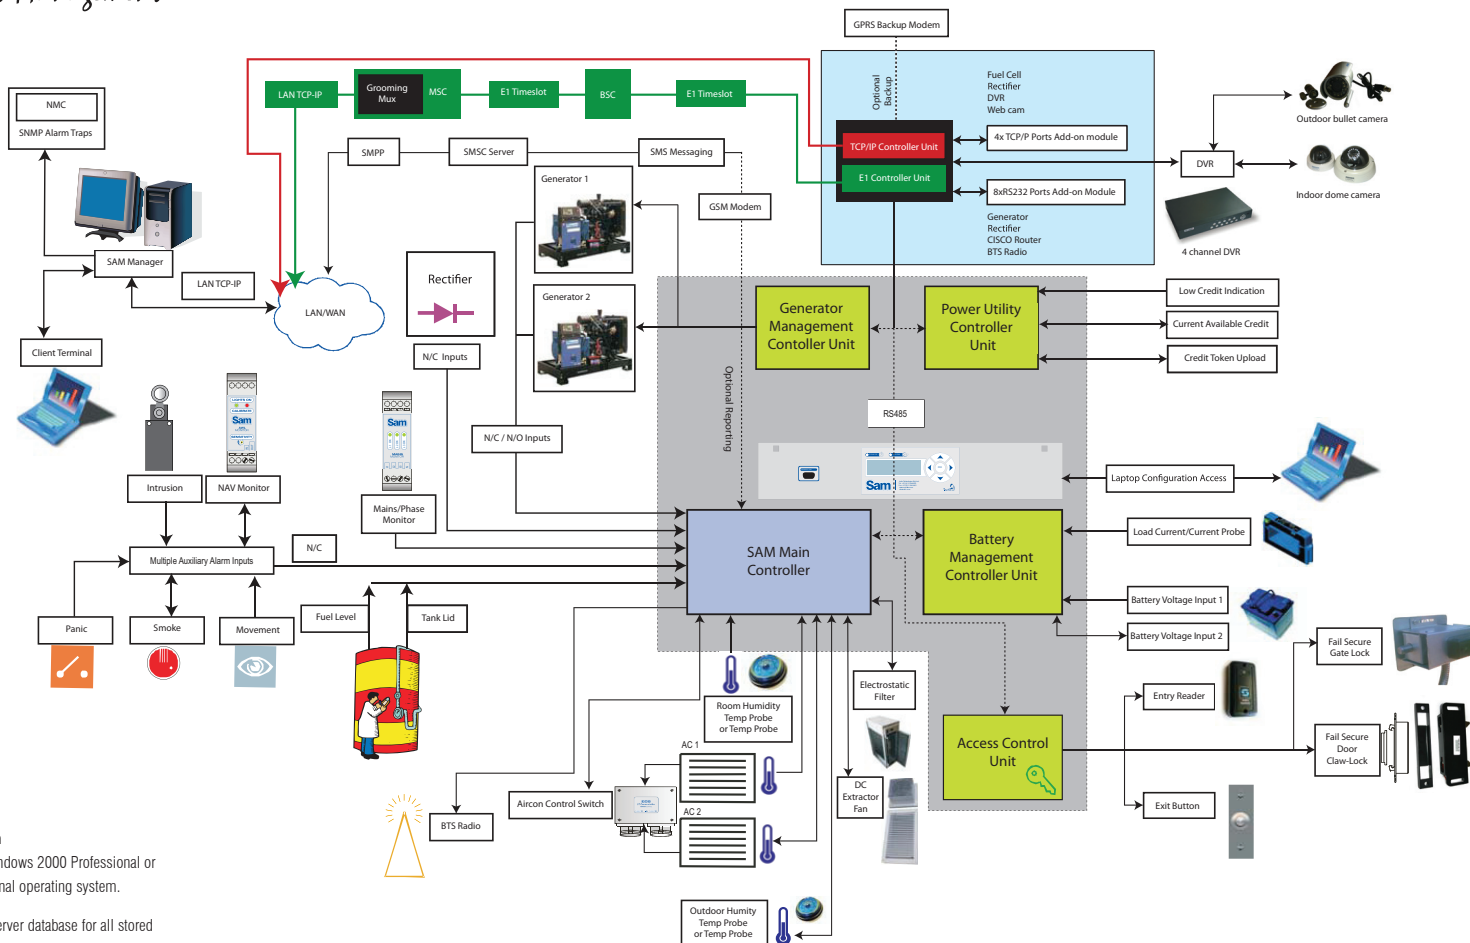 GPRS Backup Modem
Optional
Backup
Fuel Cell
Rectifier
DVR
Web cam
LAN TCP-IP
Grooming
Mux
MSC
E1 Timeslot
BSC
E1 Timeslot
NMC
SNMP Alarm Traps
TCP/IP Controller Unit
E1 Controller Unit
4x TCP/P Ports Add-on module
8xRS232 Ports Add-on Module
Generator
Rectifier
CISCO Router
BTS Radio
DVR
4 channel DVR
Outdoor bullet camera
Indoor dome camera
SMPP
SMSC Server
SMS Messaging
GSM Modem
Generator 1
Generator 2
SAM Manager
LAN TCP-IP
LAN/WAN
Client Terminal
Rectifier
N/C Inputs
N/C / N/O Inputs
Optional Reporting
Generator
Management
Contoller Unit
Power Utility
Controller
Unit
Low Credit Indication
Current Available Credit
Credit Token Upload
RS485
Sam
Laptop Configuration Access
Sam
Sam
Intrusion
NAV Monitor
Mains/Phase
Monitor
N/C
Multiple Auxiliary Alarm Inputs
Panic
Smoke
Movement
Fuel Level
Tank Lid
SAM Main
Controller
Battery
Management
Controller Unit
Load Current/Current Probe
Battery Voltage Input 1
Battery Voltage Input 2
Fail Secure
Gate Lock
Entry Reader
Fail Secure
Door
Claw-Lock
Exit Button
Access Control
Unit
Electrostatic
Filter
DC
Extractor
Fan
Room Humidity
Temp Probe
or Temp Probe
AC 1
AC 2
Aircon Control Switch
BTS Radio
Outdoor Humity
Temp Probe
or Temp Probe
ndows 2000 Professional or
nal operating system.
erver database for all stored